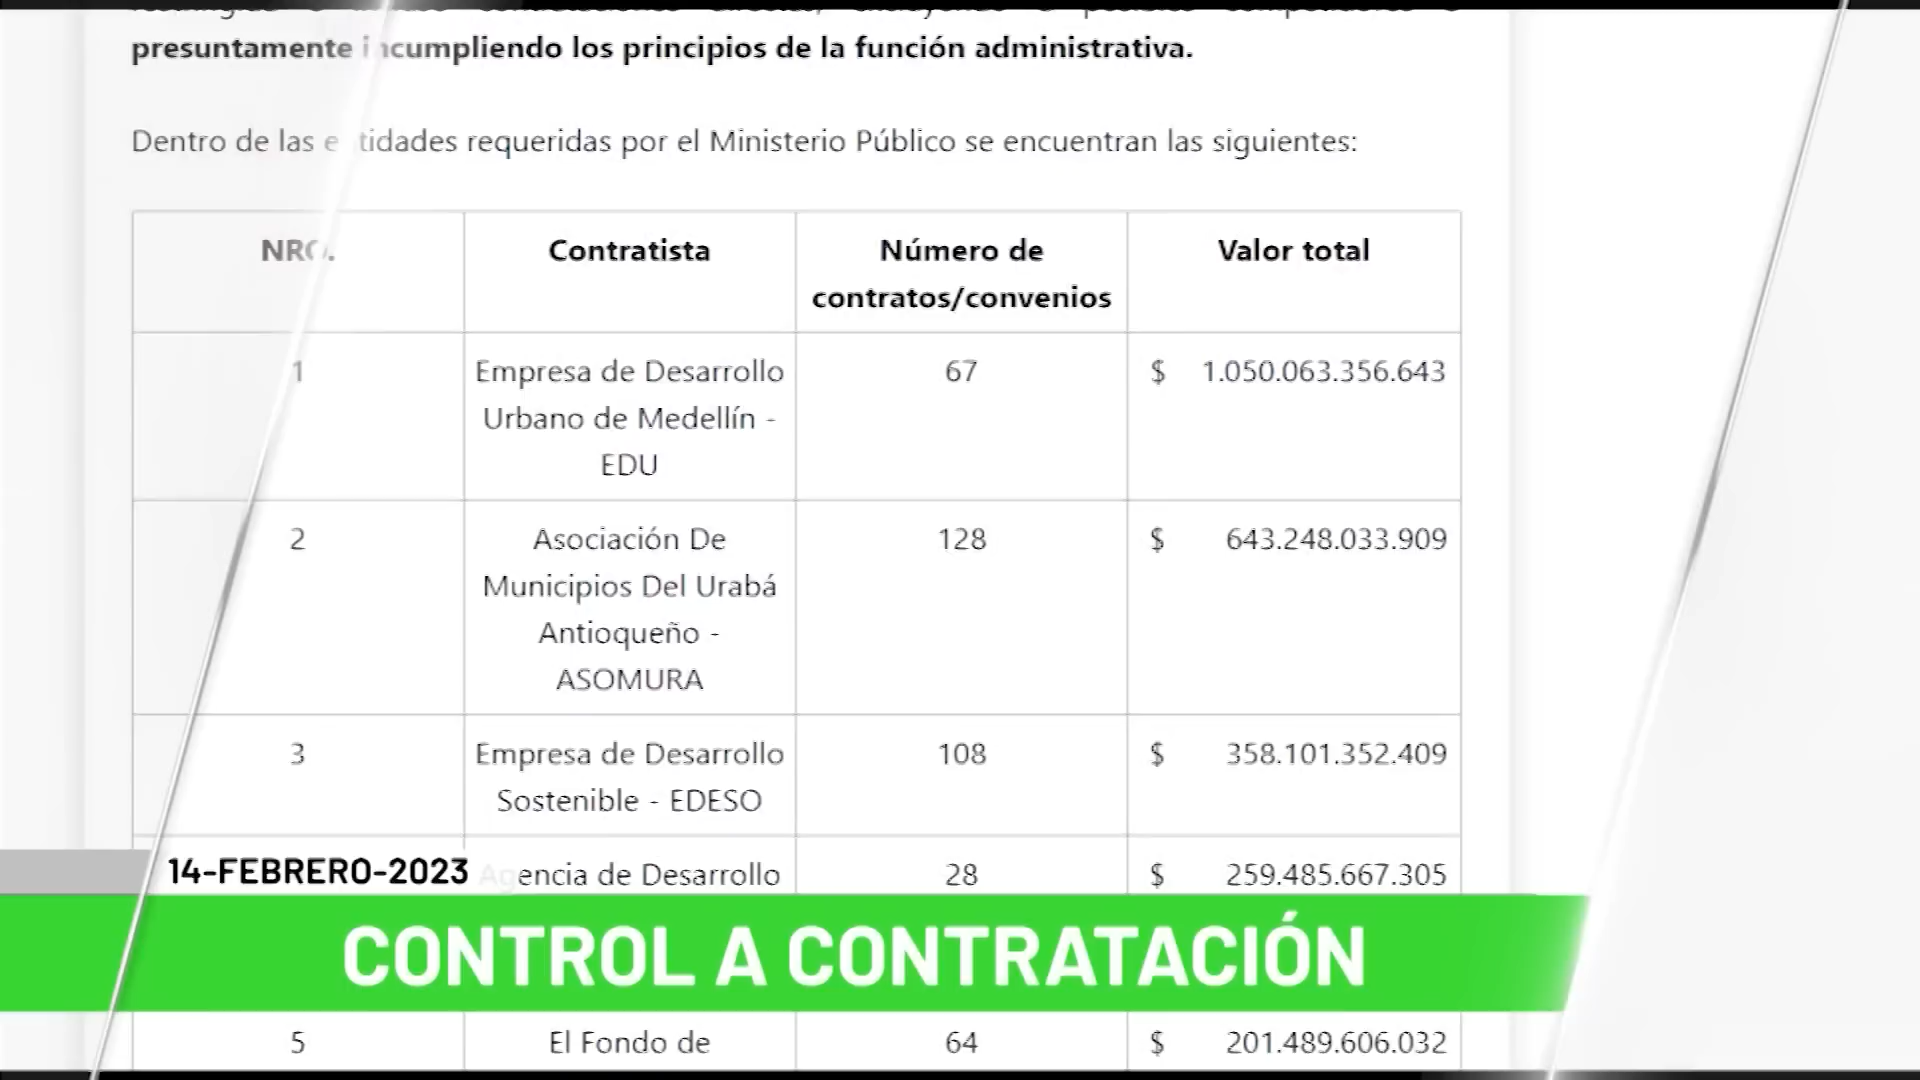 presuntamente incumpliendo los principios de la función administrativa.
Dentro de las entidades requeridas por el Ministerio Público se encuentran las siguientes:
NRO.
Contratista
Número de
contratos/convenios
Valor total
1
Empresa de Desarrollo
Urbano de Medellín -
EDU
67
$ 1.050.063.356.643
2
Asociación De
Municipios Del Urabá
Antioqueño -
ASOMURA
128
$ 643.248.033.909
3
Empresa de Desarrollo
Sostenible - EDESO
108
$ 358.101.352.409
14-FEBRERO-2023
Agencia de Desarrollo
28
$ 259.485.667.305
CONTROL A CONTRATACIÓN
5
El Fondo de
64
$ 201.489.606.032